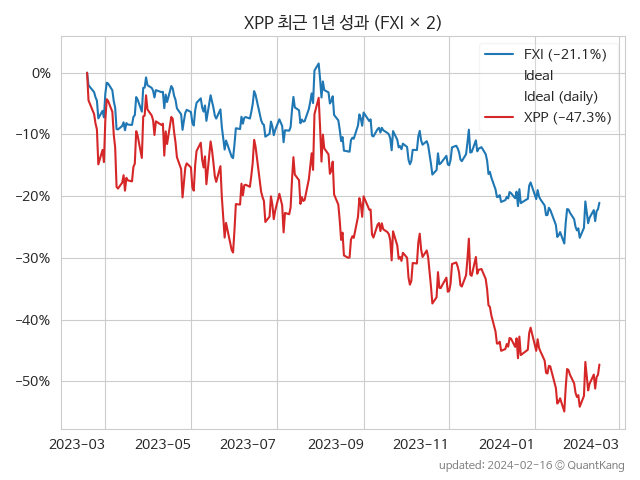 XPP 최근 1년 성과 (FXI × 2)
FXI (−21.1%)
Ideal
Ideal (daily)
XPP (−47.3%)
0%
−10%
−20%
−30%
−40%
−50%
2023-03
2023-05
2023-07
2023-09
2023-11
2024-01
2024-03
updated: 2024-02-16 © QuantKang